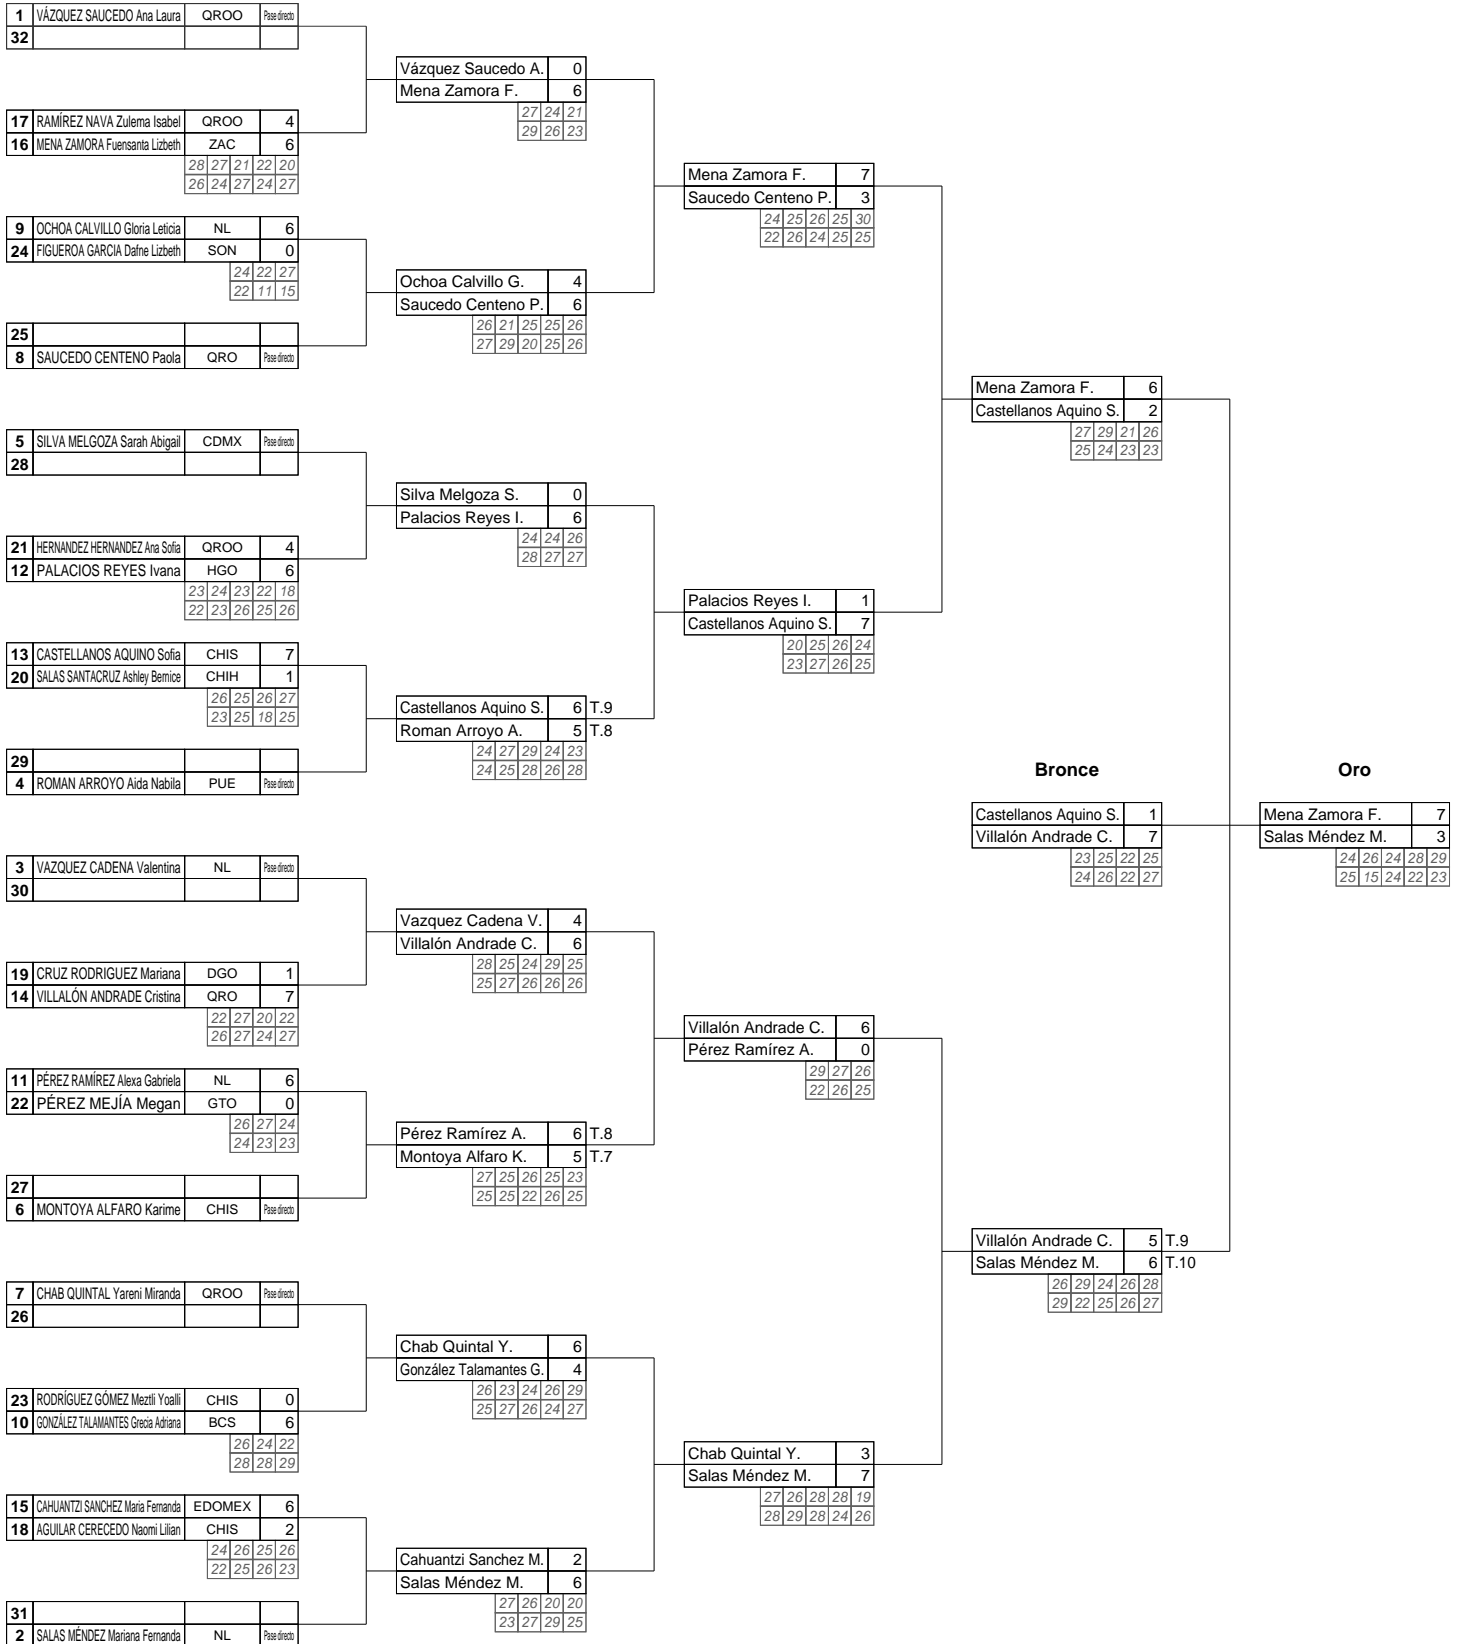 1 VÁZQUEZ SAUCEDO Ana Laura QROO Pase directo
32
17 RAMÍREZ NAVA Zulema Isabel QROO 4
16 MENA ZAMORA Fuensanta Lizbeth ZAC 6
28 27 21 22 20
26 24 27 24 27
9 OCHOA CALVILLO Gloria Leticia NL 6
24 FIGUEROA GARCIA Dafne Lizbeth SON 0
24 22 27
22 11 15
25
8 SAUCEDO CENTENO Paola QRO Pase directo
5 SILVA MELGOZA Sarah Abigail CDMX Pase directo
28
21 HERNANDEZ HERNANDEZ Ana Sofia QROO 4
12 PALACIOS REYES Ivana HGO 6
23 24 23 22 18
22 23 26 25 26
13 CASTELLANOS AQUINO Sofia CHIS 7
20 SALAS SANTACRUZ Ashley Bernice CHIH 1
26 25 26 27
23 25 18 25
29
4 ROMAN ARROYO Aida Nabila PUE Pase directo
3 VAZQUEZ CADENA Valentina NL Pase directo
30
19 CRUZ RODRIGUEZ Mariana DGO 1
14 VILLALÓN ANDRADE Cristina QRO 7
22 27 20 22
26 27 24 27
11 PÉREZ RAMÍREZ Alexa Gabriela NL 6
22 PÉREZ MEJÍA Megan GTO 0
26 27 24
24 23 23
27
6 MONTOYA ALFARO Karime CHIS Pase directo
7 CHAB QUINTAL Yareni Miranda QROO Pase directo
26
23 RODRÍGUEZ GÓMEZ Meztli Yoalli CHIS 0
10 GONZÁLEZ TALAMANTES Grecia Adriana BCS 6
26 24 22
28 28 29
15 CAHUANTZI SANCHEZ Maria Fernanda EDOMEX 6
18 AGUILAR CERECEDO Naomi Lilian CHIS 2
24 26 25 26
22 25 26 23
31
2 SALAS MÉNDEZ Mariana Fernanda NL Pase directo
Vázquez Saucedo A. 0
Mena Zamora F. 6
27 24 21
29 26 23
Ochoa Calvillo G. 4
Saucedo Centeno P. 6
26 21 25 25 26
27 29 20 25 26
Silva Melgoza S. 0
Palacios Reyes I. 6
24 24 26
28 27 27
Castellanos Aquino S. 6 T.9
Roman Arroyo A. 5 T.8
24 27 29 24 23
24 25 28 26 28
Vazquez Cadena V. 4
Villalón Andrade C. 6
28 25 24 29 25
25 27 26 26 26
Pérez Ramírez A. 6 T.8
Montoya Alfaro K. 5 T.7
27 25 26 25 23
25 25 22 26 25
Chab Quintal Y. 6
González Talamantes G. 4
26 23 24 26 29
25 27 26 24 27
Cahuantzi Sanchez M. 2
Salas Méndez M. 6
27 26 20 20
23 27 29 25
Mena Zamora F. 7
Saucedo Centeno P. 3
24 25 26 25 30
22 26 24 25 25
Palacios Reyes I. 1
Castellanos Aquino S. 7
20 25 26 24
23 27 26 25
Villalón Andrade C. 6
Pérez Ramírez A. 0
29 27 26
22 26 25
Chab Quintal Y. 3
Salas Méndez M. 7
27 26 28 28 19
28 29 28 24 26
Mena Zamora F. 6
Castellanos Aquino S. 2
27 29 21 26
25 24 23 23
Villalón Andrade C. 5 T.9
Salas Méndez M. 6 T.10
26 29 24 26 28
29 22 25 26 27
Bronce
Castellanos Aquino S. 1
Villalón Andrade C. 7
23 25 22 25
24 26 22 27
Oro
Mena Zamora F. 7
Salas Méndez M. 3
24 26 24 28 29
25 15 24 22 23